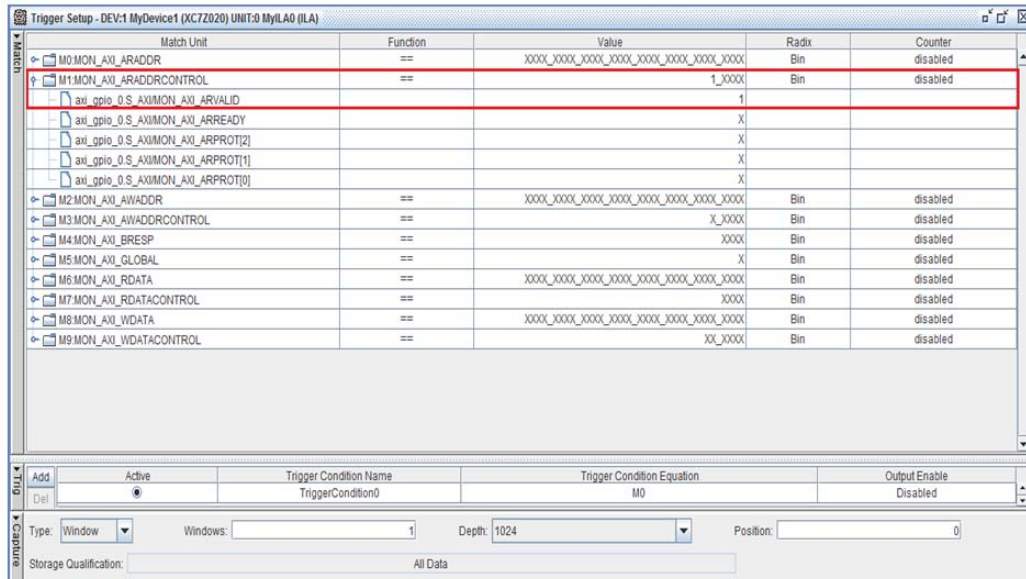 Trigger Setup - DEV:1 MyDevice1 (XC7Z020) UNIT:0 MyILA0 (ILA)
Match
Match Unit Function Value Radix Counter
M0:MON_AXI_ARADDR == XXXX_XXXX_XXXX_XXXX_XXXX_XXXX_XXXX_XXXX Bin disabled
M1:MON_AXI_ARADDRCONTROL == 1_XXXX Bin disabled
axi_gpio_0.S_AXI/MON_AXI_ARVALID 1
axi_gpio_0.S_AXI/MON_AXI_ARREADY X
axi_gpio_0.S_AXI/MON_AXI_ARPROT[2] X
axi_gpio_0.S_AXI/MON_AXI_ARPROT[1] X
axi_gpio_0.S_AXI/MON_AXI_ARPROT[0] X
M2:MON_AXI_AWADDR == XXXX_XXXX_XXXX_XXXX_XXXX_XXXX_XXXX_XXXX Bin disabled
M3:MON_AXI_AWADDRCONTROL == X_XXXX Bin disabled
M4:MON_AXI_BRESP == XXXX Bin disabled
M5:MON_AXI_GLOBAL == X Bin disabled
M6:MON_AXI_RDATA == XXXX_XXXX_XXXX_XXXX_XXXX_XXXX_XXXX_XXXX Bin disabled
M7:MON_AXI_RDATACONTROL == XXXX Bin disabled
M8:MON_AXI_WDATA == XXXX_XXXX_XXXX_XXXX_XXXX_XXXX_XXXX_XXXX Bin disabled
M9:MON_AXI_WDATACONTROL == XX_XXXX Bin disabled
Trig
Add Active Trigger Condition Name Trigger Condition Equation Output Enable
Del TriggerCondition0 M0 Disabled
Capture
Type: Window Windows: 1 Depth: 1024 Position: 0
Storage Qualification: All Data